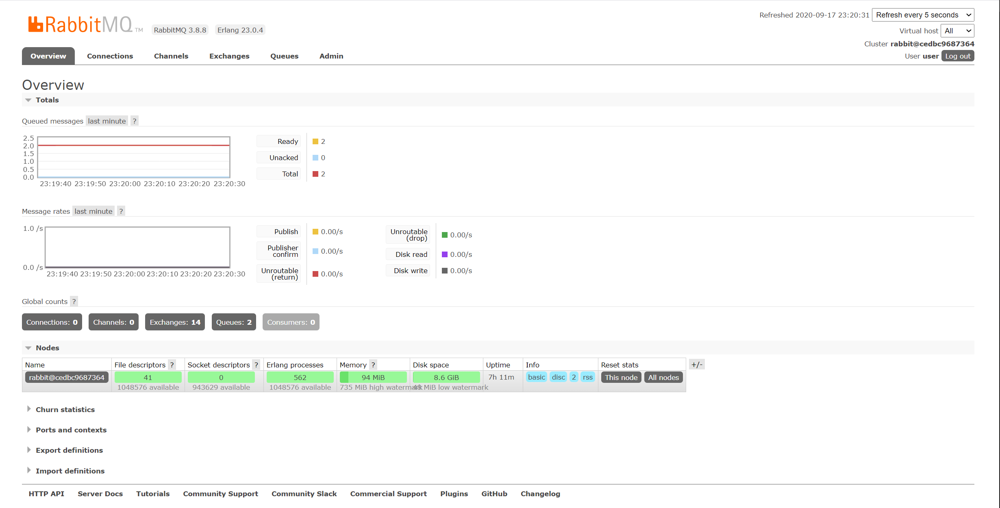 RabbitMQ TM RabbitMQ 3.8.8 Erlang 23.0.4
Refreshed 2020-09-17 23:20:31 Refresh every 5 seconds
Virtual host All
Cluster rabbit@cedbc9687364
User user Log out
Overview Connections Channels Exchanges Queues Admin
Overview
Totals
Queued messages last minute ?
2.5
2.0
1.5
1.0
0.5
0.0
23:19:40 23:19:50 23:20:00 23:20:10 23:20:20 23:20:30
Ready 2
Unacked 0
Total 2
Message rates last minute ?
1.0 /s
0.0 /s
23:19:40 23:19:50 23:20:00 23:20:10 23:20:20 23:20:30
Publish 0.00/s
Publisher
confirm 0.00/s
Unroutable
(return) 0.00/s
Unroutable
(drop) 0.00/s
Disk read 0.00/s
Disk write 0.00/s
Global counts ?
Connections: 0 Channels: 0 Exchanges: 14 Queues: 2 Consumers: 0
Nodes
Name File descriptors ? Socket descriptors ? Erlang processes Memory ? Disk space Uptime Info Reset stats +/-
rabbit@cedbc9687364 41 0 562 94 MiB 8.6 GiB 7h 11m basic disc 2 rss This node All nodes
1048576 available 943629 available 1048576 available 735 MiB high watermark 48 MiB low watermark
Churn statistics
Ports and contexts
Export definitions
Import definitions
HTTP API Server Docs Tutorials Community Support Community Slack Commercial Support Plugins GitHub Changelog